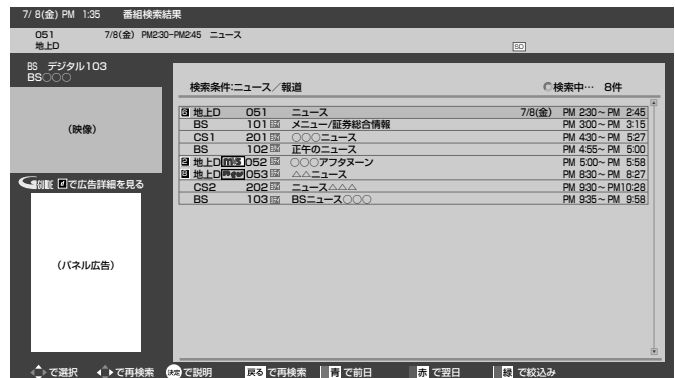 7/ 8(金) PM 1:35 番組検索結果
051 7/8(金) PM2:30-PM2:45 ニュース
地上D SD
BS デジタル103
BS○○○
検索条件:ニュース／報道 検索中… 8件
(映像)
地上D 051 ニュース 7/8(金) PM 2:30～PM 2:45
BS 101 メニュー/証券総合情報 PM 3:00～PM 3:15
CS1 201 ○○○ニュース PM 4:30～PM 5:27
BS 102 正午のニュース PM 4:55～PM 5:00
地上D 052 ○○○アフタヌーン PM 5:00～PM 5:58
地上D 053 △△ニュース PM 8:30～PM 8:27
CS2 202 ニュース△△△ PM 9:30～PM10:28
BS 103 BSニュース○○○ PM 9:35～PM 9:58
GUIDE dで広告詳細を見る
(パネル広告)
で選択 で再検索 決定で説明 戻るで再検索 青で前日 赤で翌日 緑で絞込み